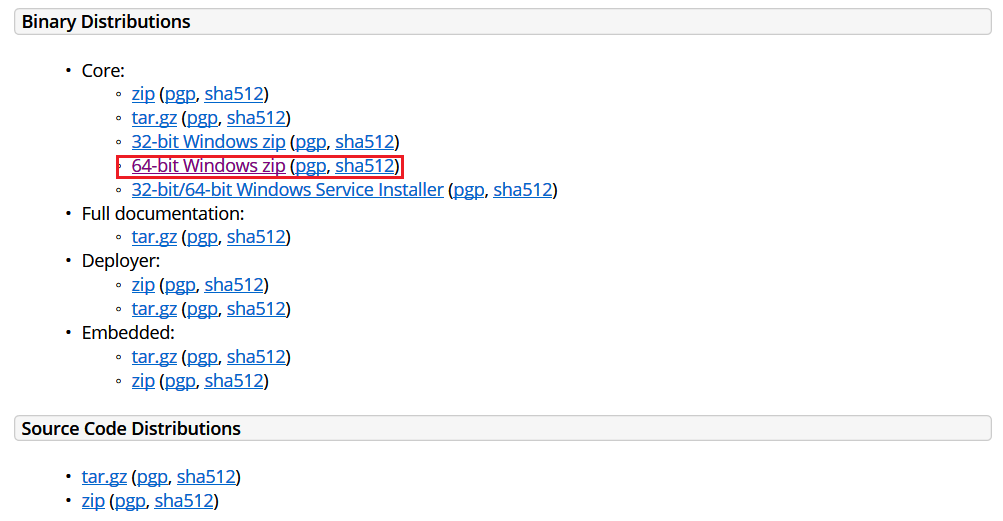 Binary Distributions
• Core:
◦ zip (pgp, sha512)
◦ tar.gz (pgp, sha512)
◦ 32-bit Windows zip (pgp, sha512)
◦ 64-bit Windows zip (pgp, sha512)
◦ 32-bit/64-bit Windows Service Installer (pgp, sha512)
• Full documentation:
◦ tar.gz (pgp, sha512)
• Deployer:
◦ zip (pgp, sha512)
◦ tar.gz (pgp, sha512)
• Embedded:
◦ tar.gz (pgp, sha512)
◦ zip (pgp, sha512)
Source Code Distributions
• tar.gz (pgp, sha512)
• zip (pgp, sha512)